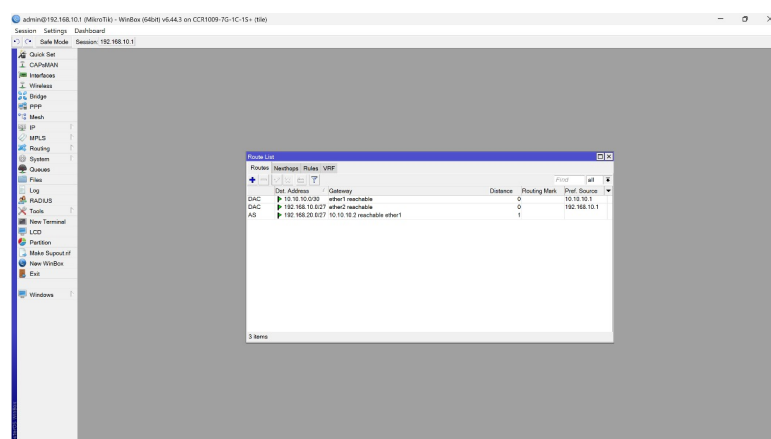 admin@192.168.10.1 (MikroTik) - WinBox (64bit) v6.44.3 on CCR1009-7G-1C-1S+ (tile)
Session Settings Dashboard
Safe Mode Session: 192.168.10.1
Quick Set
CAPsMAN
Interfaces
Wireless
Bridge
PPP
Mesh
IP
MPLS
Routing
System
Queues
Files
Log
RADIUS
Tools
New Terminal
LCD
Partition
Make Supout.rif
New WinBox
Exit
Windows
Route List
Routes Nexthops Rules VRF
Find all
Dst. Address Gateway Distance Routing Mark Pref. Source
DAC 10.10.10.0/30 ether1 reachable 0 10.10.10.1
DAC 192.168.10.0/27 ether2 reachable 0 192.168.10.1
AS 192.168.20.0/27 10.10.10.2 reachable ether1 1
3 items